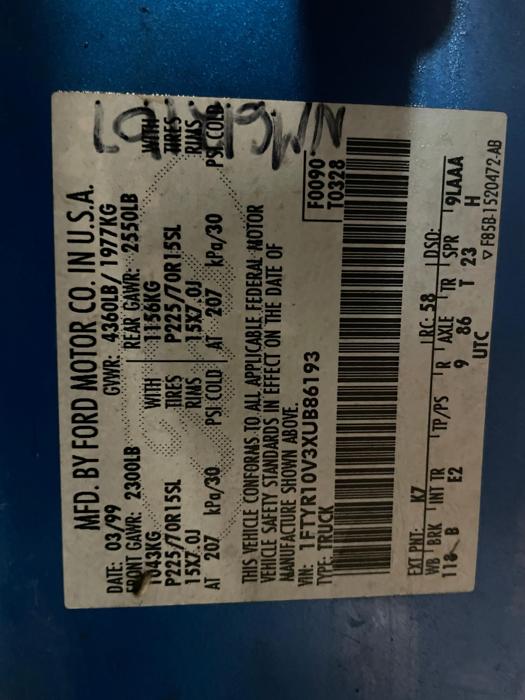 MFD. BY FORD MOTOR CO. IN U.S.A.
DATE: 03/99 GVWR: 4360LB/ 1977KG
FRONT GAWR: 2300LB REAR GAWR: 2550LB
1043KG WITH 1156KG WITH
P225/70R15SL TIRES P225/70R15SL TIRES
15X7.0J RIMS 15X7.0J RIMS
AT 207 kPa/30 PSI COLD AT 207 kPa/30 PSI COLD
THIS VEHICLE CONFORMS TO ALL APPLICABLE FEDERAL MOTOR
VEHICLE SAFETY STANDARDS IN EFFECT ON THE DATE OF
MANUFACTURE SHOWN ABOVE.
VIN: 1FTYR10V3XUB86193 F0090
TYPE: TRUCK T0328
EXT PNT: K7 RC: 58 DSO:
WB BRK INT TR TP/PS R AXLE TR SPR 9LAAA
118 B E2 9 86 T 23 H
UTC ▽ F85B-1520472-AB